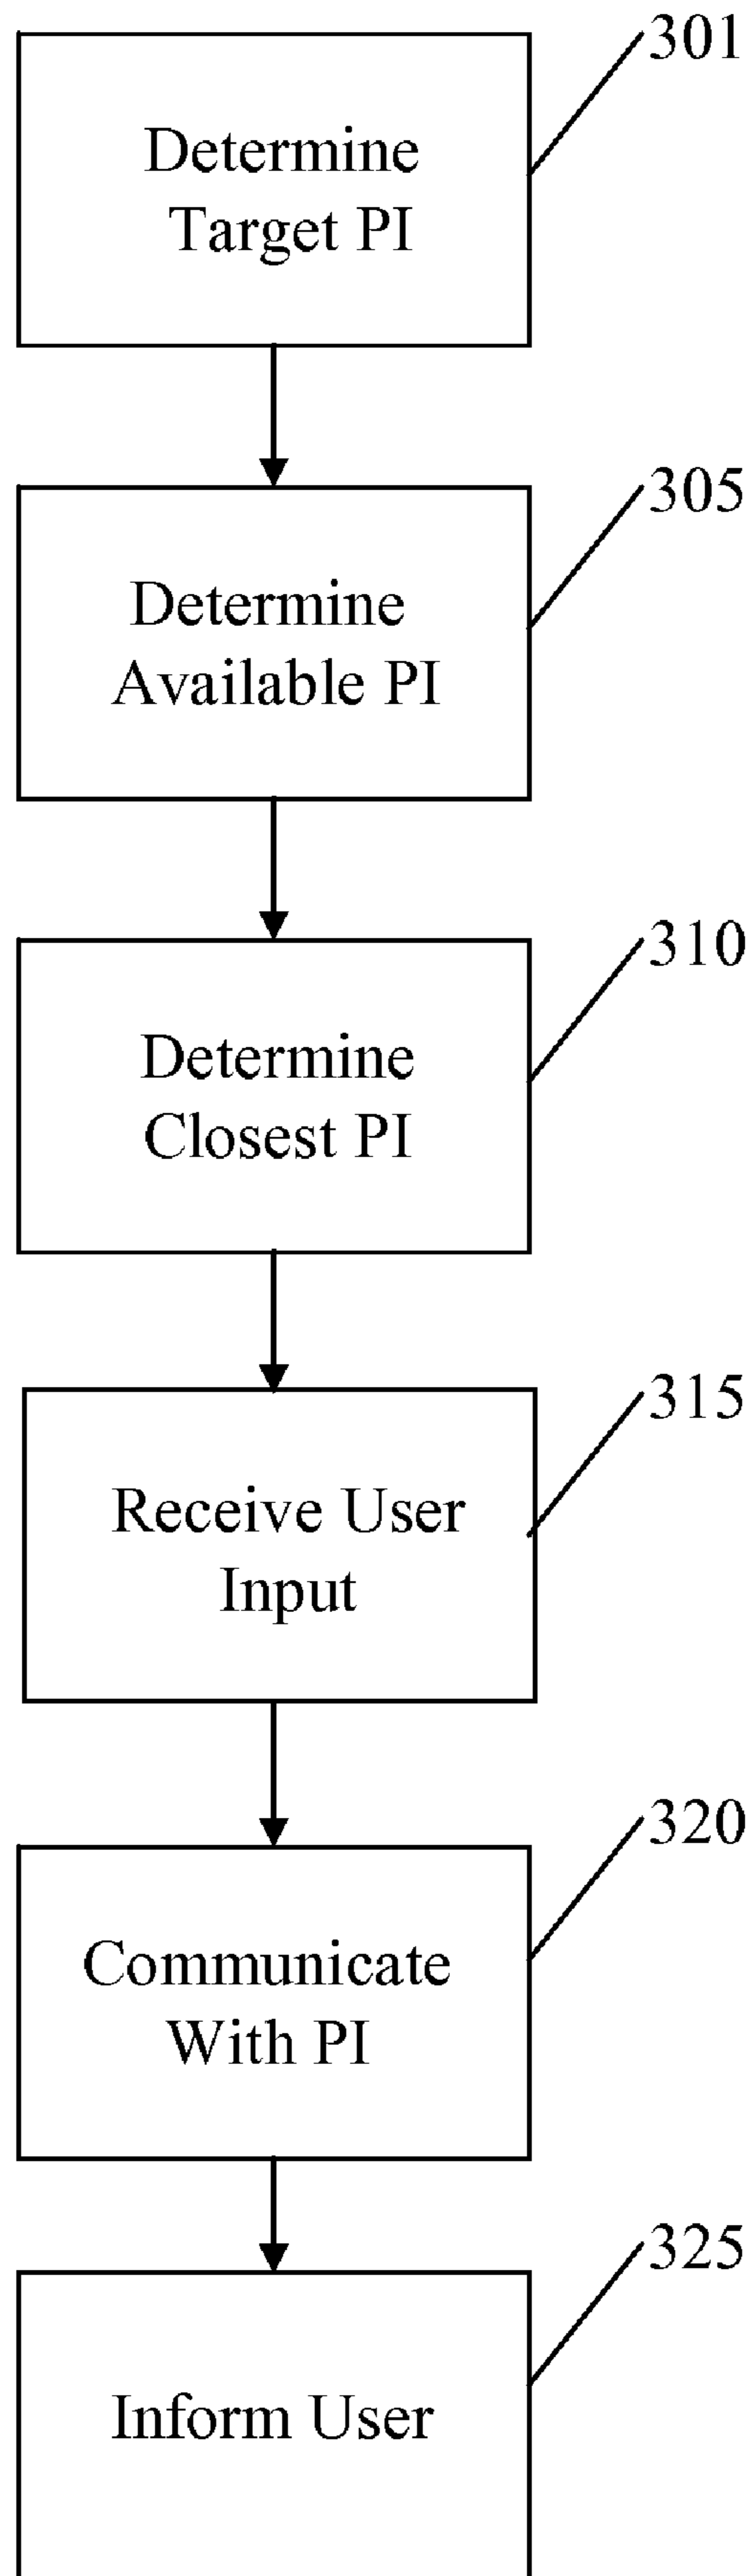 301
Determine
Target PI
305
Determine
Available PI
310
Determine
Closest PI
315
Receive User
Input
320
Communicate
With PI
325
Inform User